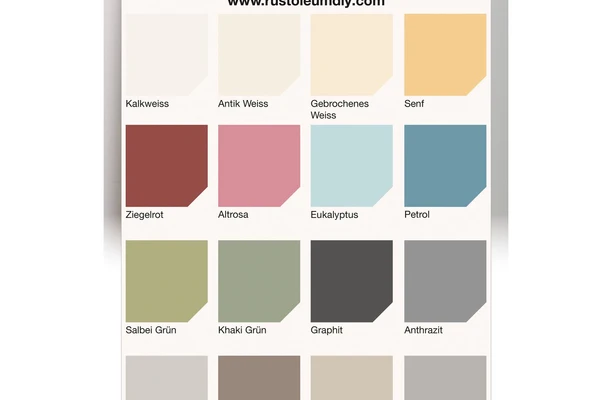 www.rustoleumdiy.com
Kalkweiss
Antik Weiss
Gebrochenes
Weiss
Senf
Ziegelrot
Altrosa
Eukalyptus
Petrol
Salbei Grün
Khaki Grün
Graphit
Anthrazit